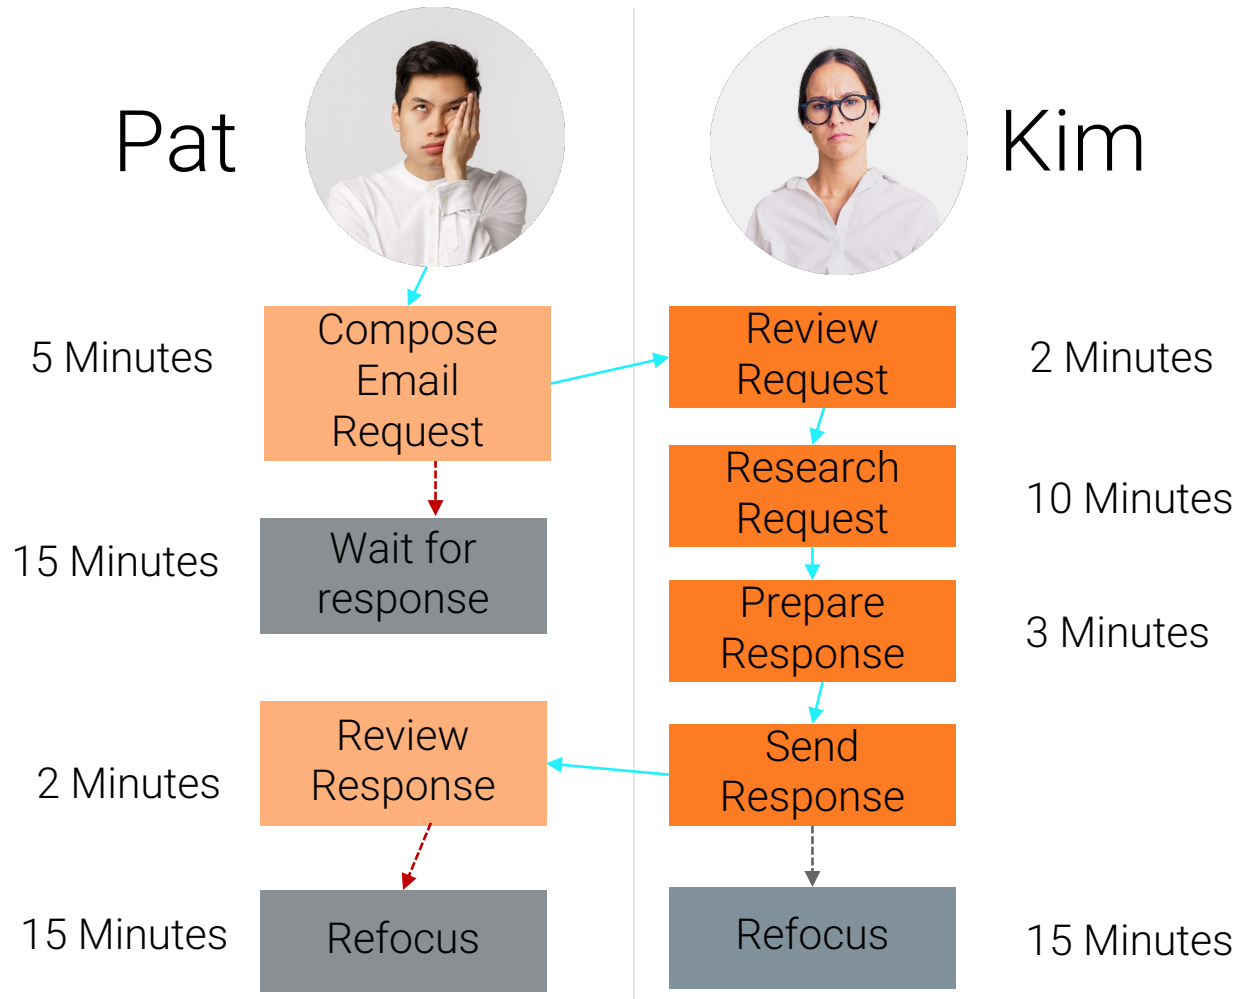 Pat
Kim
5 Minutes
Compose
Email
Request
15 Minutes
Wait for
response
2 Minutes
Review
Response
15 Minutes
Refocus
Review
Request
2 Minutes
Research
Request
10 Minutes
Prepare
Response
3 Minutes
Send
Response
Refocus
15 Minutes